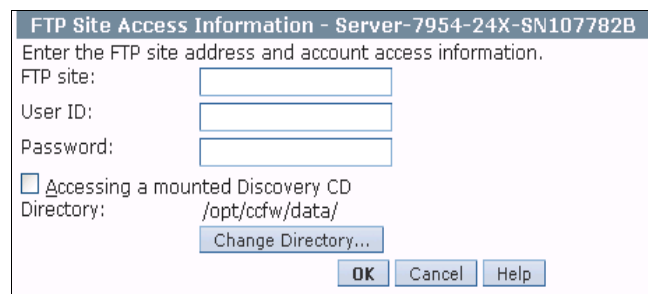 FTP Site Access Information - Server-7954-24X-SN107782B
Enter the FTP site address and account access information.
FTP site:
User ID:
Password:
Accessing a mounted Discovery CD
Directory: /opt/ccfw/data/
Change Directory...
OK Cancel Help